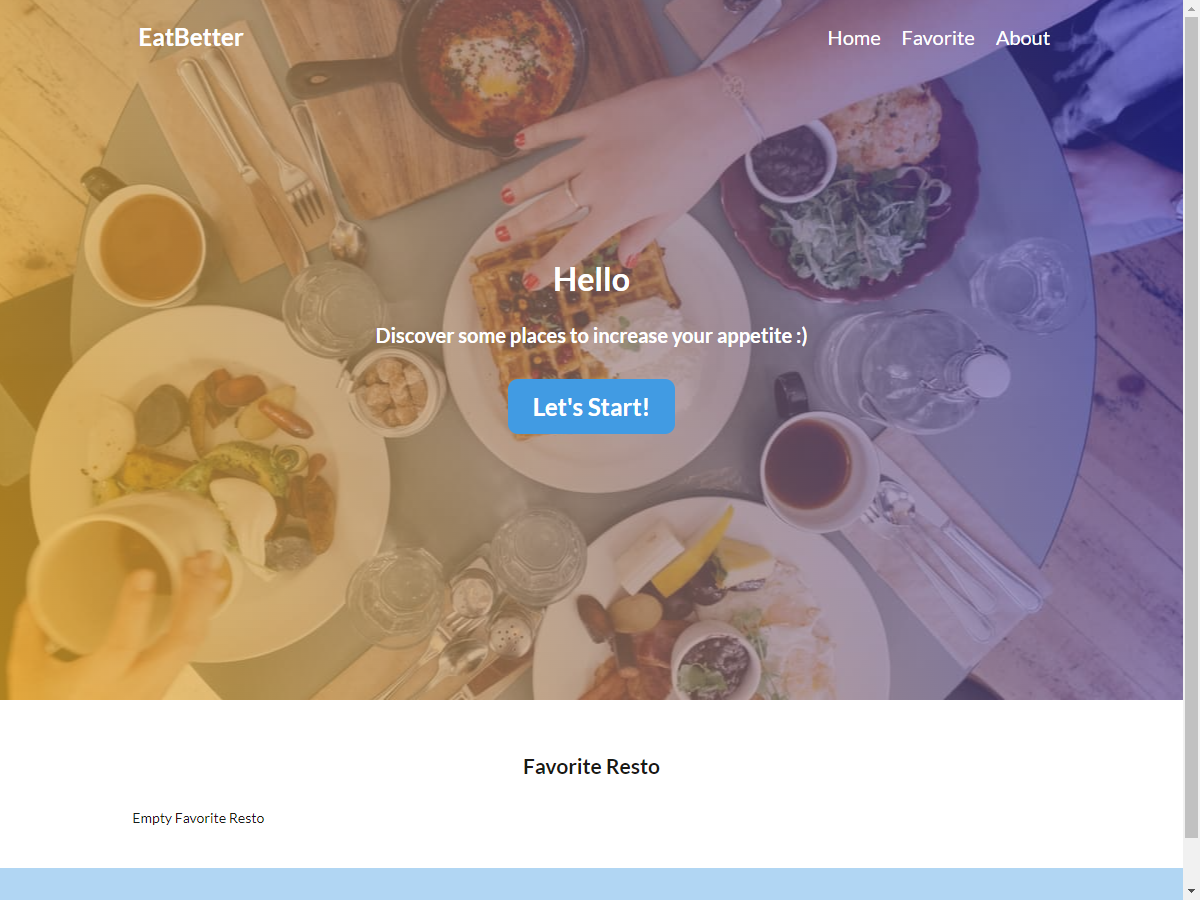 EatBetter
Home Favorite About
Hello
Discover some places to increase your appetite :)
Let's Start!
Favorite Resto
Empty Favorite Resto